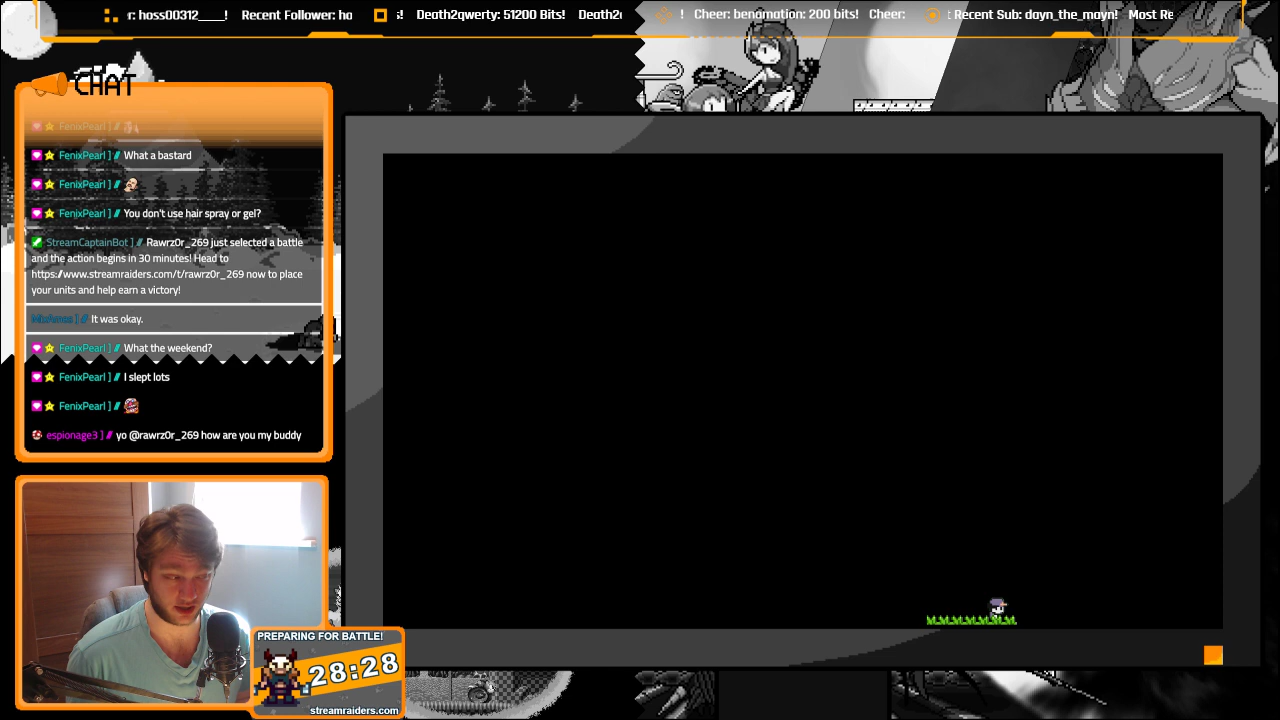 r: hoss00312____! Recent Follower: ho
s! Death2qwerty: 51200 Bits! Death2
! Cheer: benomation: 200 bits! Cheer:
: Recent Sub: dayn_the_mayn! Most Re
CHAT
FenixPearl ] //
FenixPearl ] // What a bastard
FenixPearl ] //
FenixPearl ] // You don't use hair spray or gel?
StreamCaptainBot ] // Rawrz0r_269 just selected a battle
and the action begins in 30 minutes! Head to
https://www.streamraiders.com/t/rawrz0r_269 now to place
your units and help earn a victory!
] // It was okay.
FenixPearl ] // What the weekend?
FenixPearl ] // I slept lots
FenixPearl ] //
espionage3 ] // yo @rawrz0r_269 how are you my buddy
PREPARING FOR BATTLE!
28:28
streamraiders.com